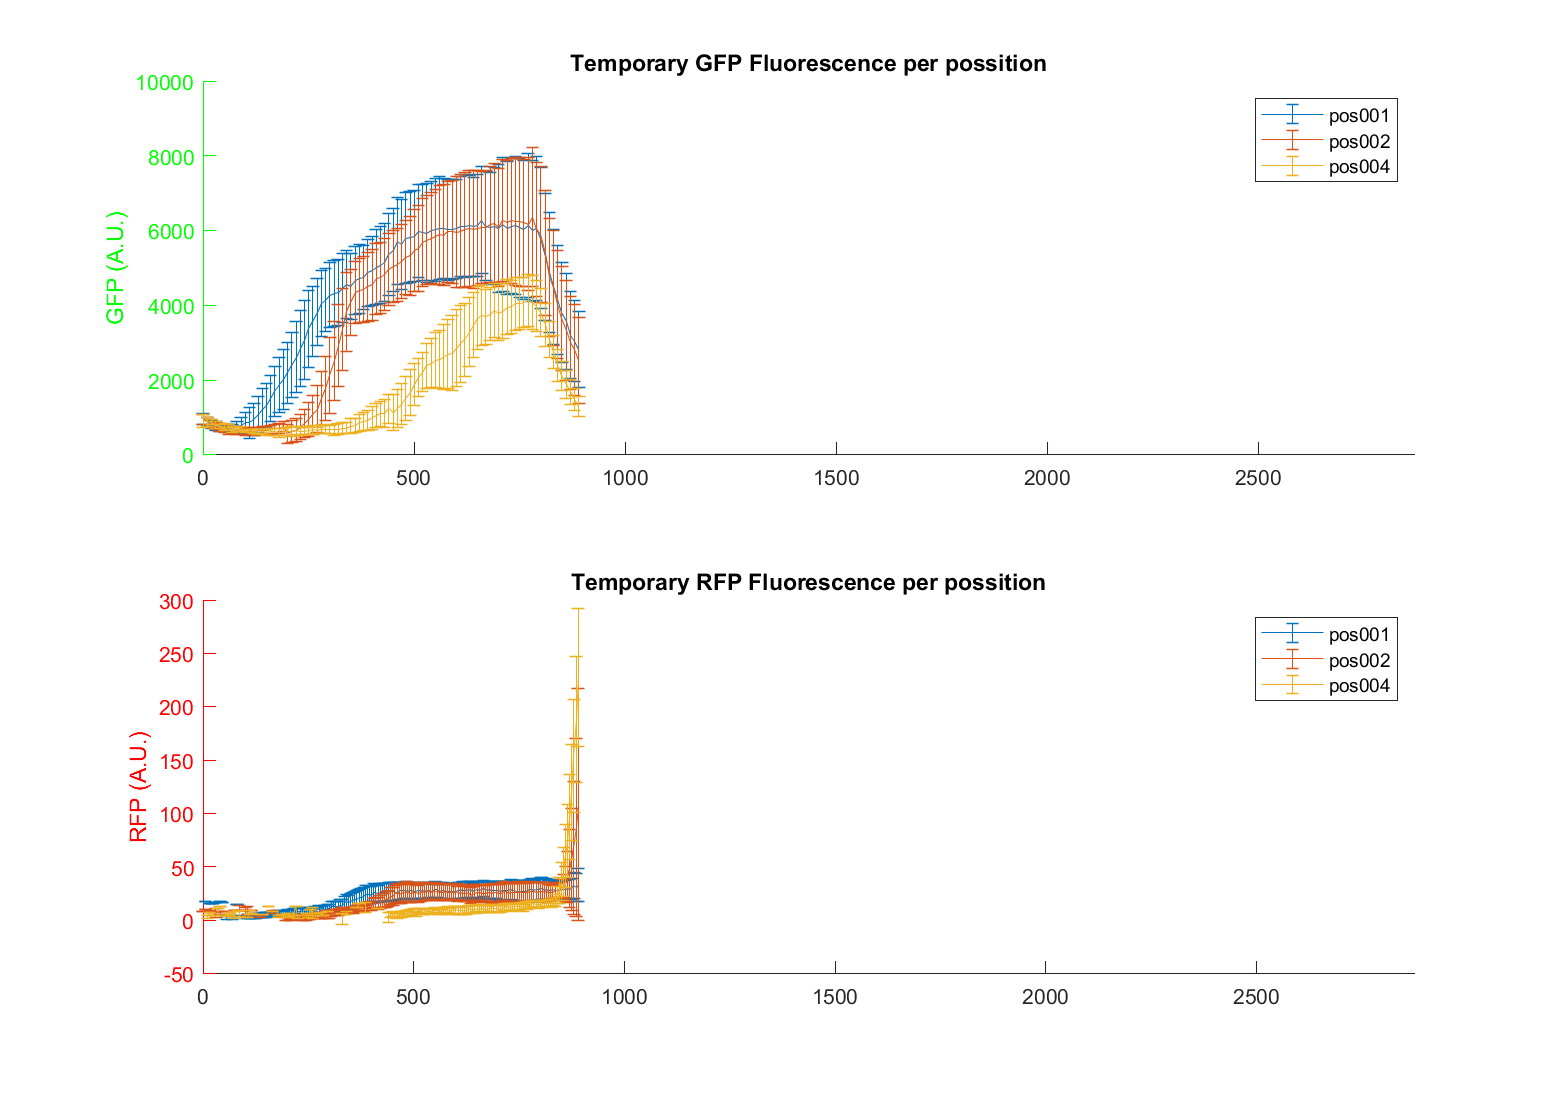 Temporary GFP Fluorescence per possition
10000
8000
6000
4000
2000
0
GFP (A.U.)
0 500 1000 1500 2000 2500
pos001
pos002
pos004
Temporary RFP Fluorescence per possition
300
250
200
150
100
50
0
-50
RFP (A.U.)
0 500 1000 1500 2000 2500
pos001
pos002
pos004